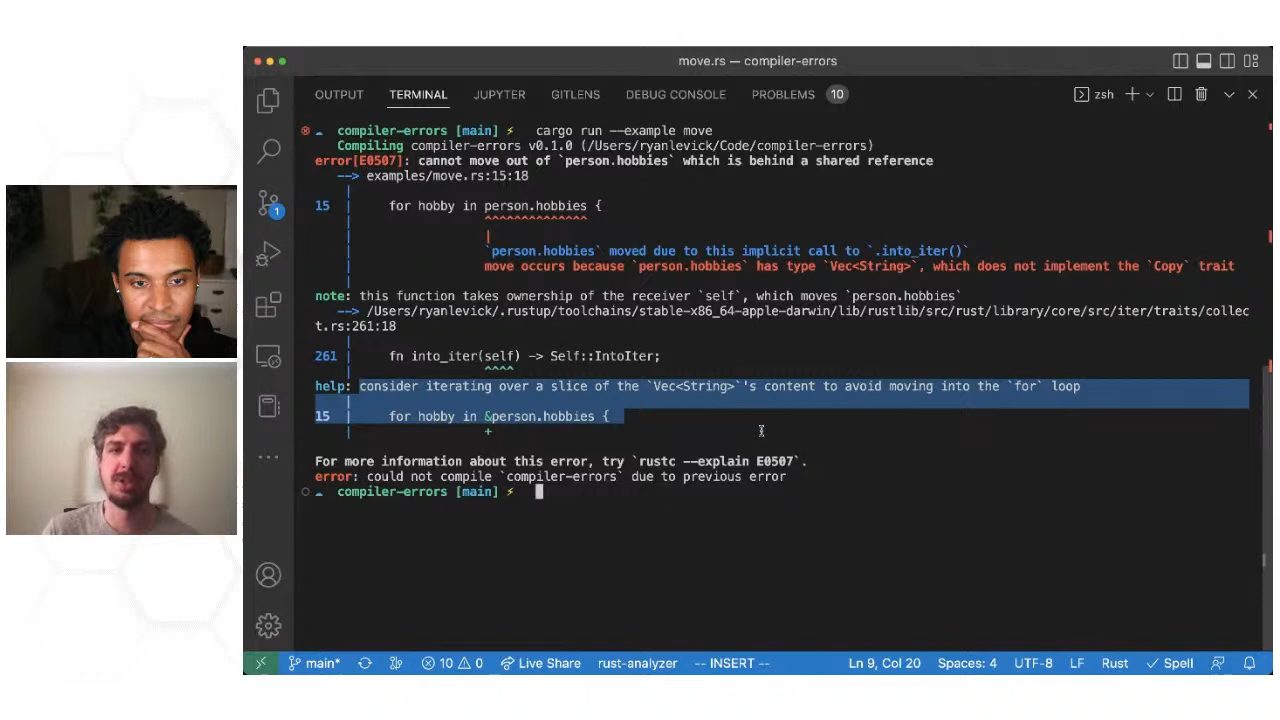 move.rs — compiler-errors
OUTPUT TERMINAL JUPYTER GITLENS DEBUG CONSOLE PROBLEMS 10 zsh
compiler-errors [main] ⚡ cargo run --example move
Compiling compiler-errors v0.1.0 (/Users/ryanlevick/Code/compiler-errors)
error[E0507]: cannot move out of `person.hobbies` which is behind a shared reference
--> examples/move.rs:15:18
|
15 | for hobby in person.hobbies {
| ^^^^^^^^^^^^^^
| |
| `person.hobbies` moved due to this implicit call to `.into_iter()`
| move occurs because `person.hobbies` has type `Vec<String>`, which does not implement the `Copy` trait
|
note: this function takes ownership of the receiver `self`, which moves `person.hobbies`
--> /Users/ryanlevick/.rustup/toolchains/stable-x86_64-apple-darwin/lib/rustlib/src/rust/library/core/src/iter/traits/collec
t.rs:261:18
|
261 | fn into_iter(self) -> Self::IntoIter;
| ^^^^
help: consider iterating over a slice of the `Vec<String>`'s content to avoid moving into the `for` loop
|
15 | for hobby in &person.hobbies {
| +
For more information about this error, try `rustc --explain E0507`.
error: could not compile `compiler-errors` due to previous error
compiler-errors [main] ⚡
1
main* 10 0 Live Share rust-analyzer -- INSERT -- Ln 9, Col 20 Spaces: 4 UTF-8 LF Rust Spell